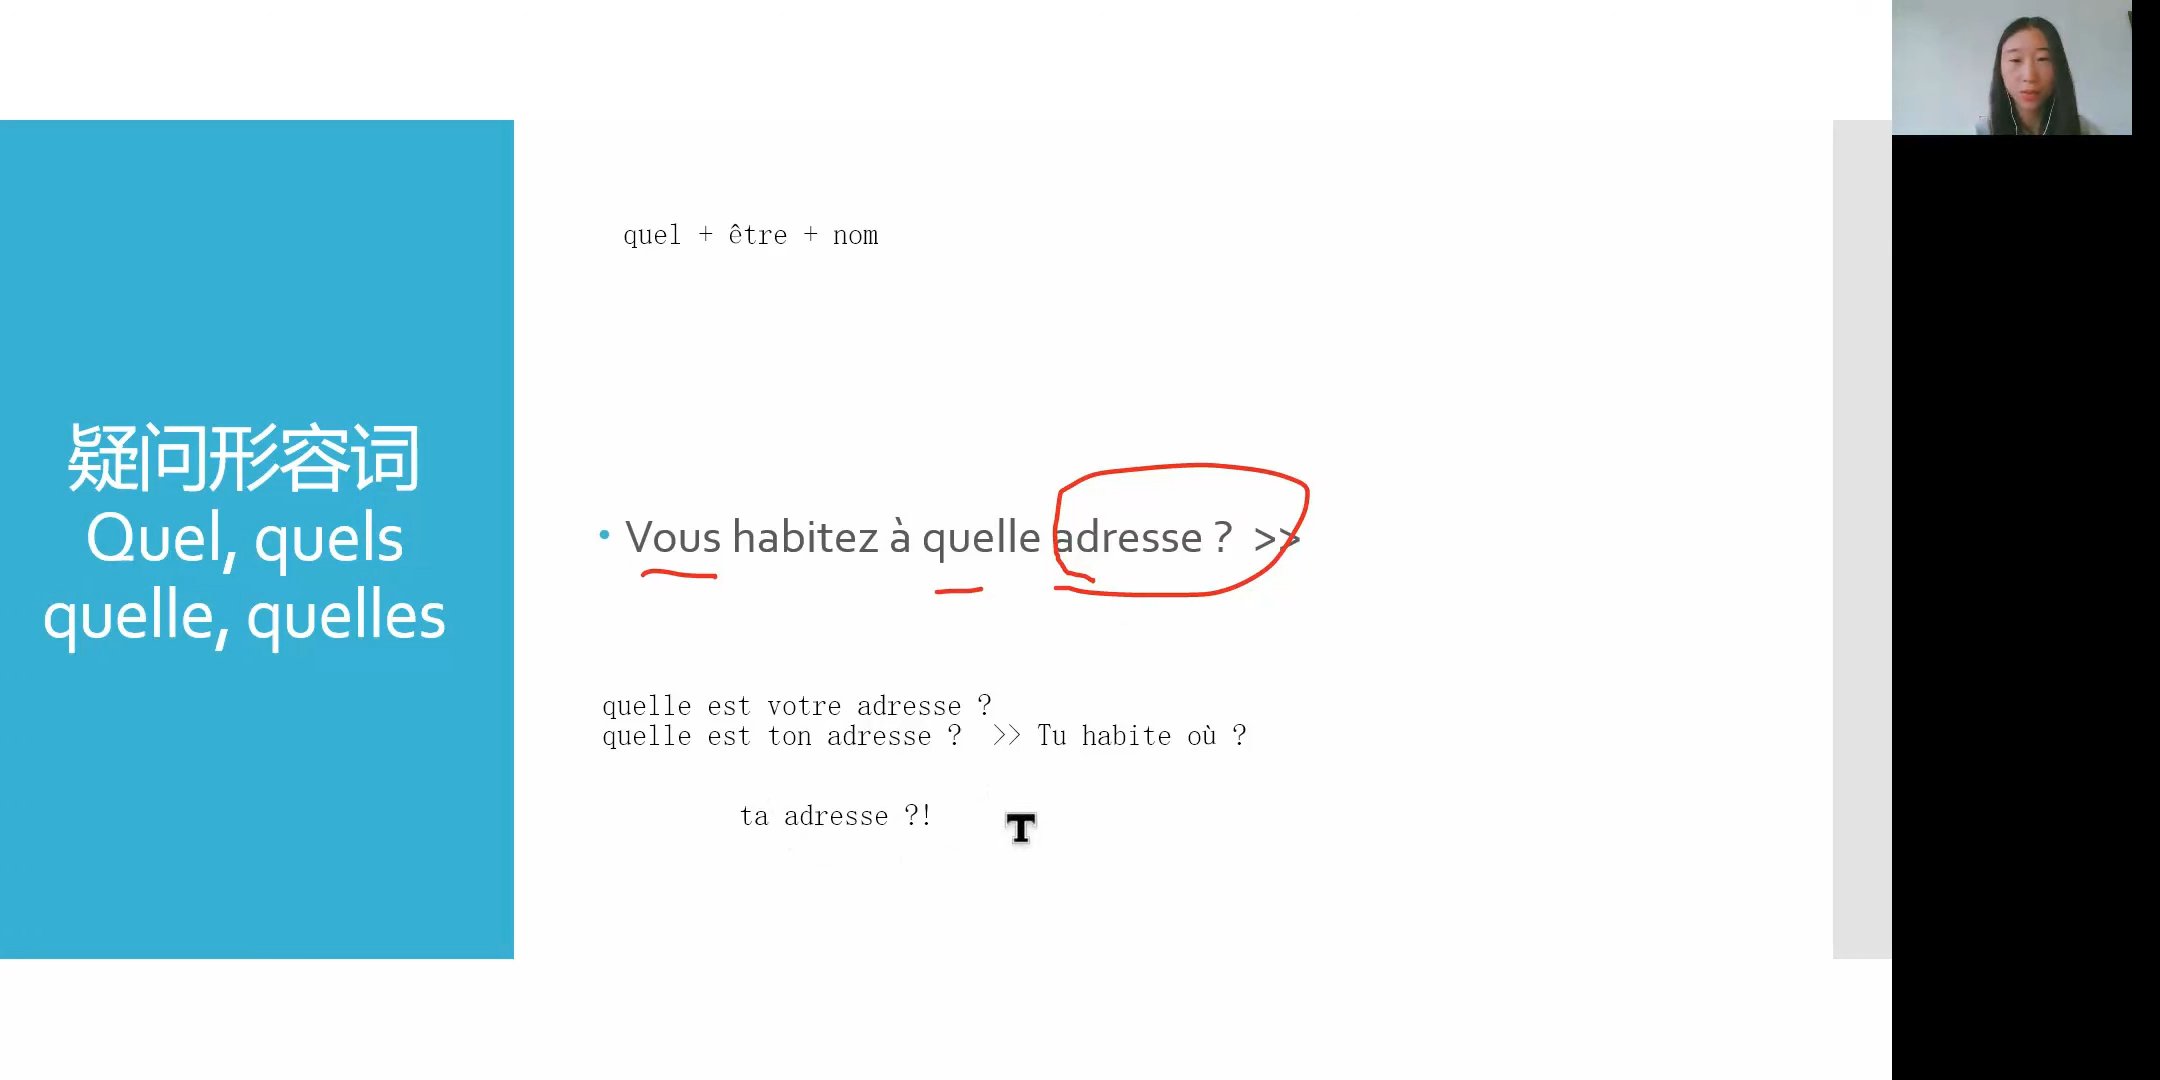 疑问形容词
Quel, quels
quelle, quelles
quel + être + nom
• Vous habitez à quelle adresse ? >>
quelle est votre adresse ?
quelle est ton adresse ? >> Tu habite où ?
ta adresse ?!